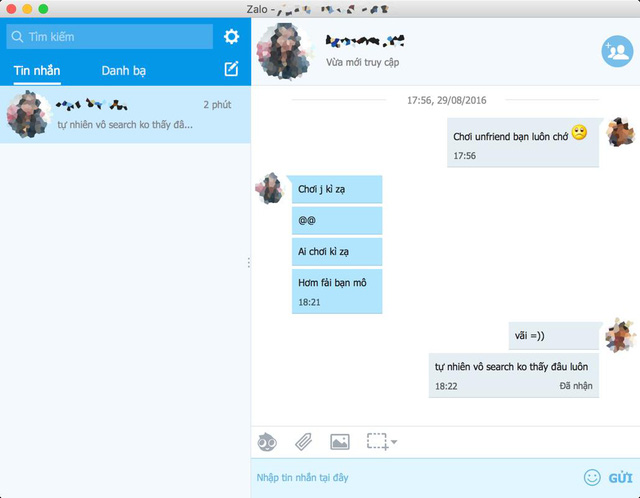 Zalo -
Tìm kiếm
Tin nhắn
Danh bạ
2 phút
tự nhiên vô search ko thấy đâ...
Vừa mới truy cập
17:56, 29/08/2016
Chơi unfriend bạn luôn chớ
17:56
Chơi j kì zạ
@@
Ai chơi kì zạ
Hơm fải bạn mô
18:21
vãi =))
tự nhiên vô search ko thấy đâu luôn
18:22
Đã nhận
Nhập tin nhắn tại đây
GỬI